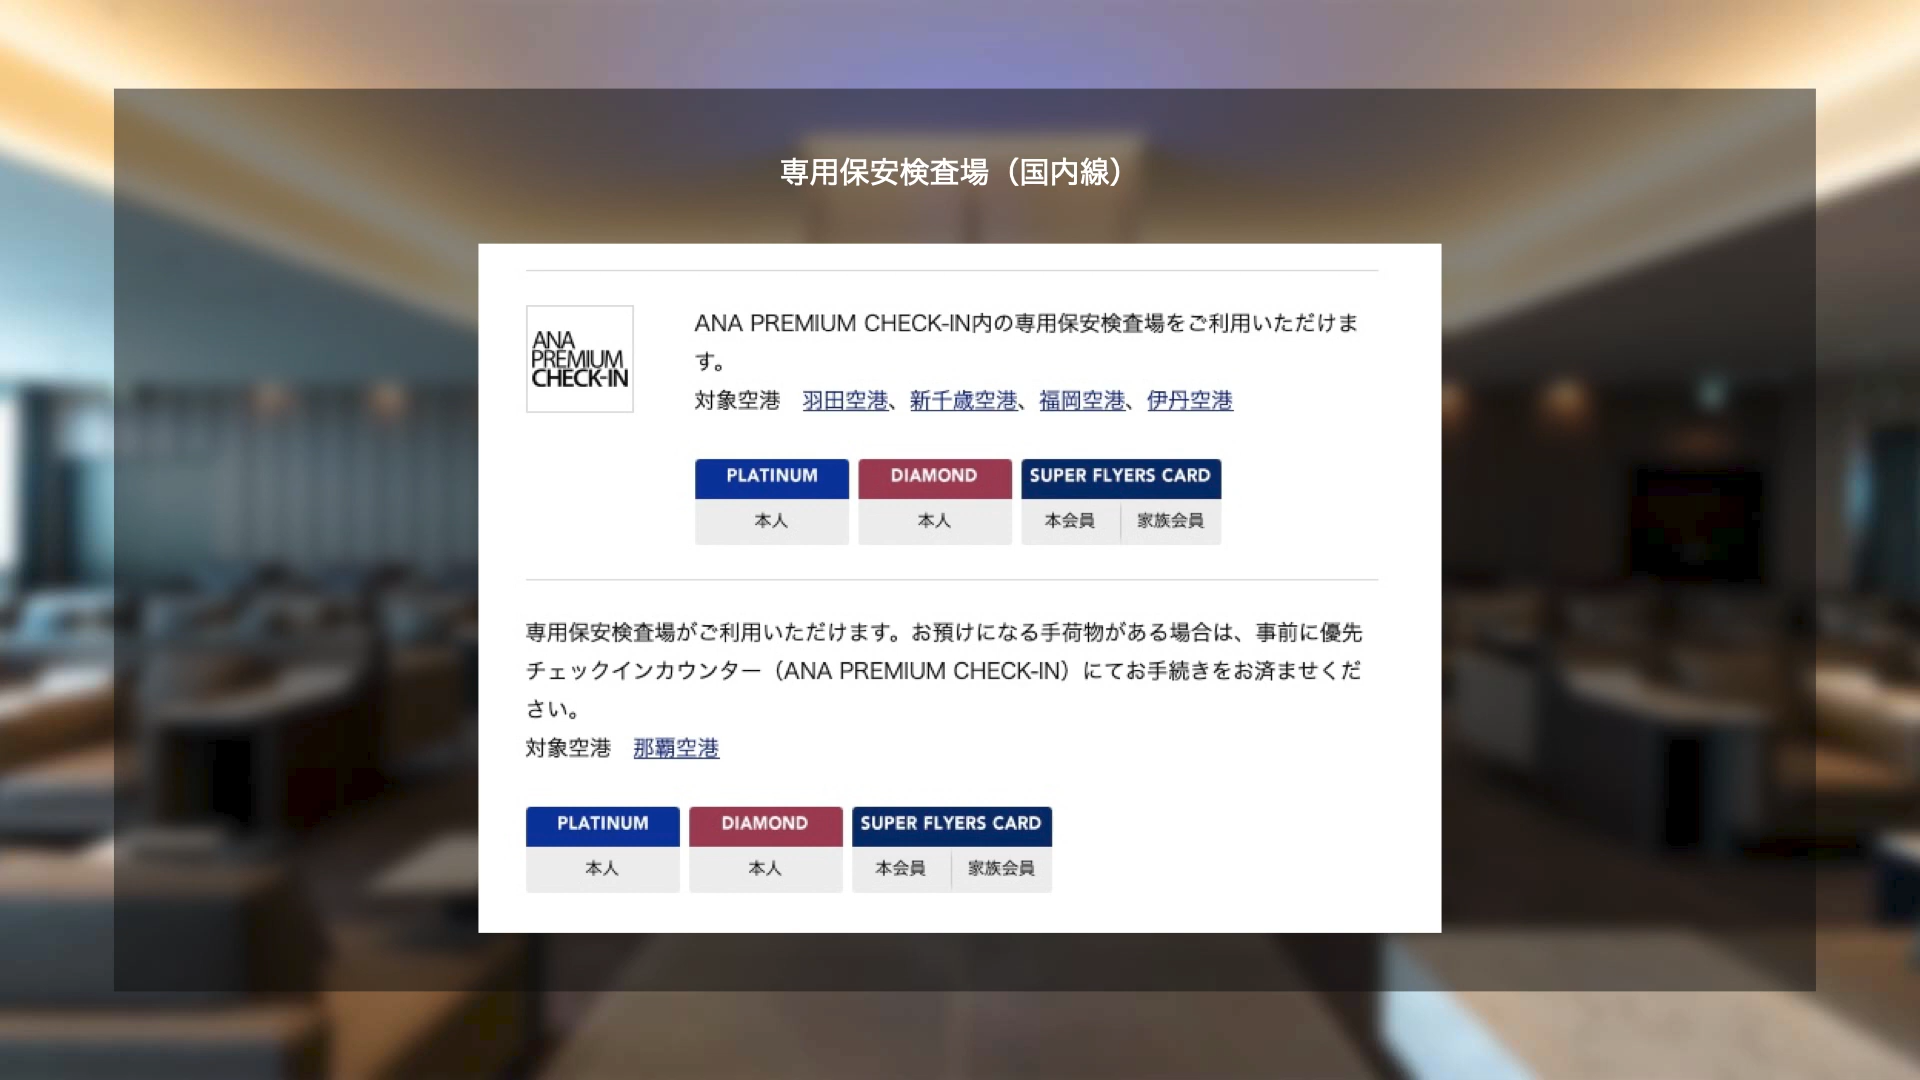 専用保安検査場（国内線）
ANA
PREMIUM
CHECK-IN
ANA PREMIUM CHECK-IN内の専用保安検査場をご利用いただけま
す。
対象空港　羽田空港、新千歳空港、福岡空港、伊丹空港
PLATINUM DIAMOND SUPER FLYERS CARD
本人 本人 本会員 家族会員
専用保安検査場がご利用いただけます。お預けになる手荷物がある場合は、事前に優先
チェックインカウンター（ANA PREMIUM CHECK-IN）にてお手続きをお済ませくだ
さい。
対象空港　那覇空港
PLATINUM DIAMOND SUPER FLYERS CARD
本人 本人 本会員 家族会員